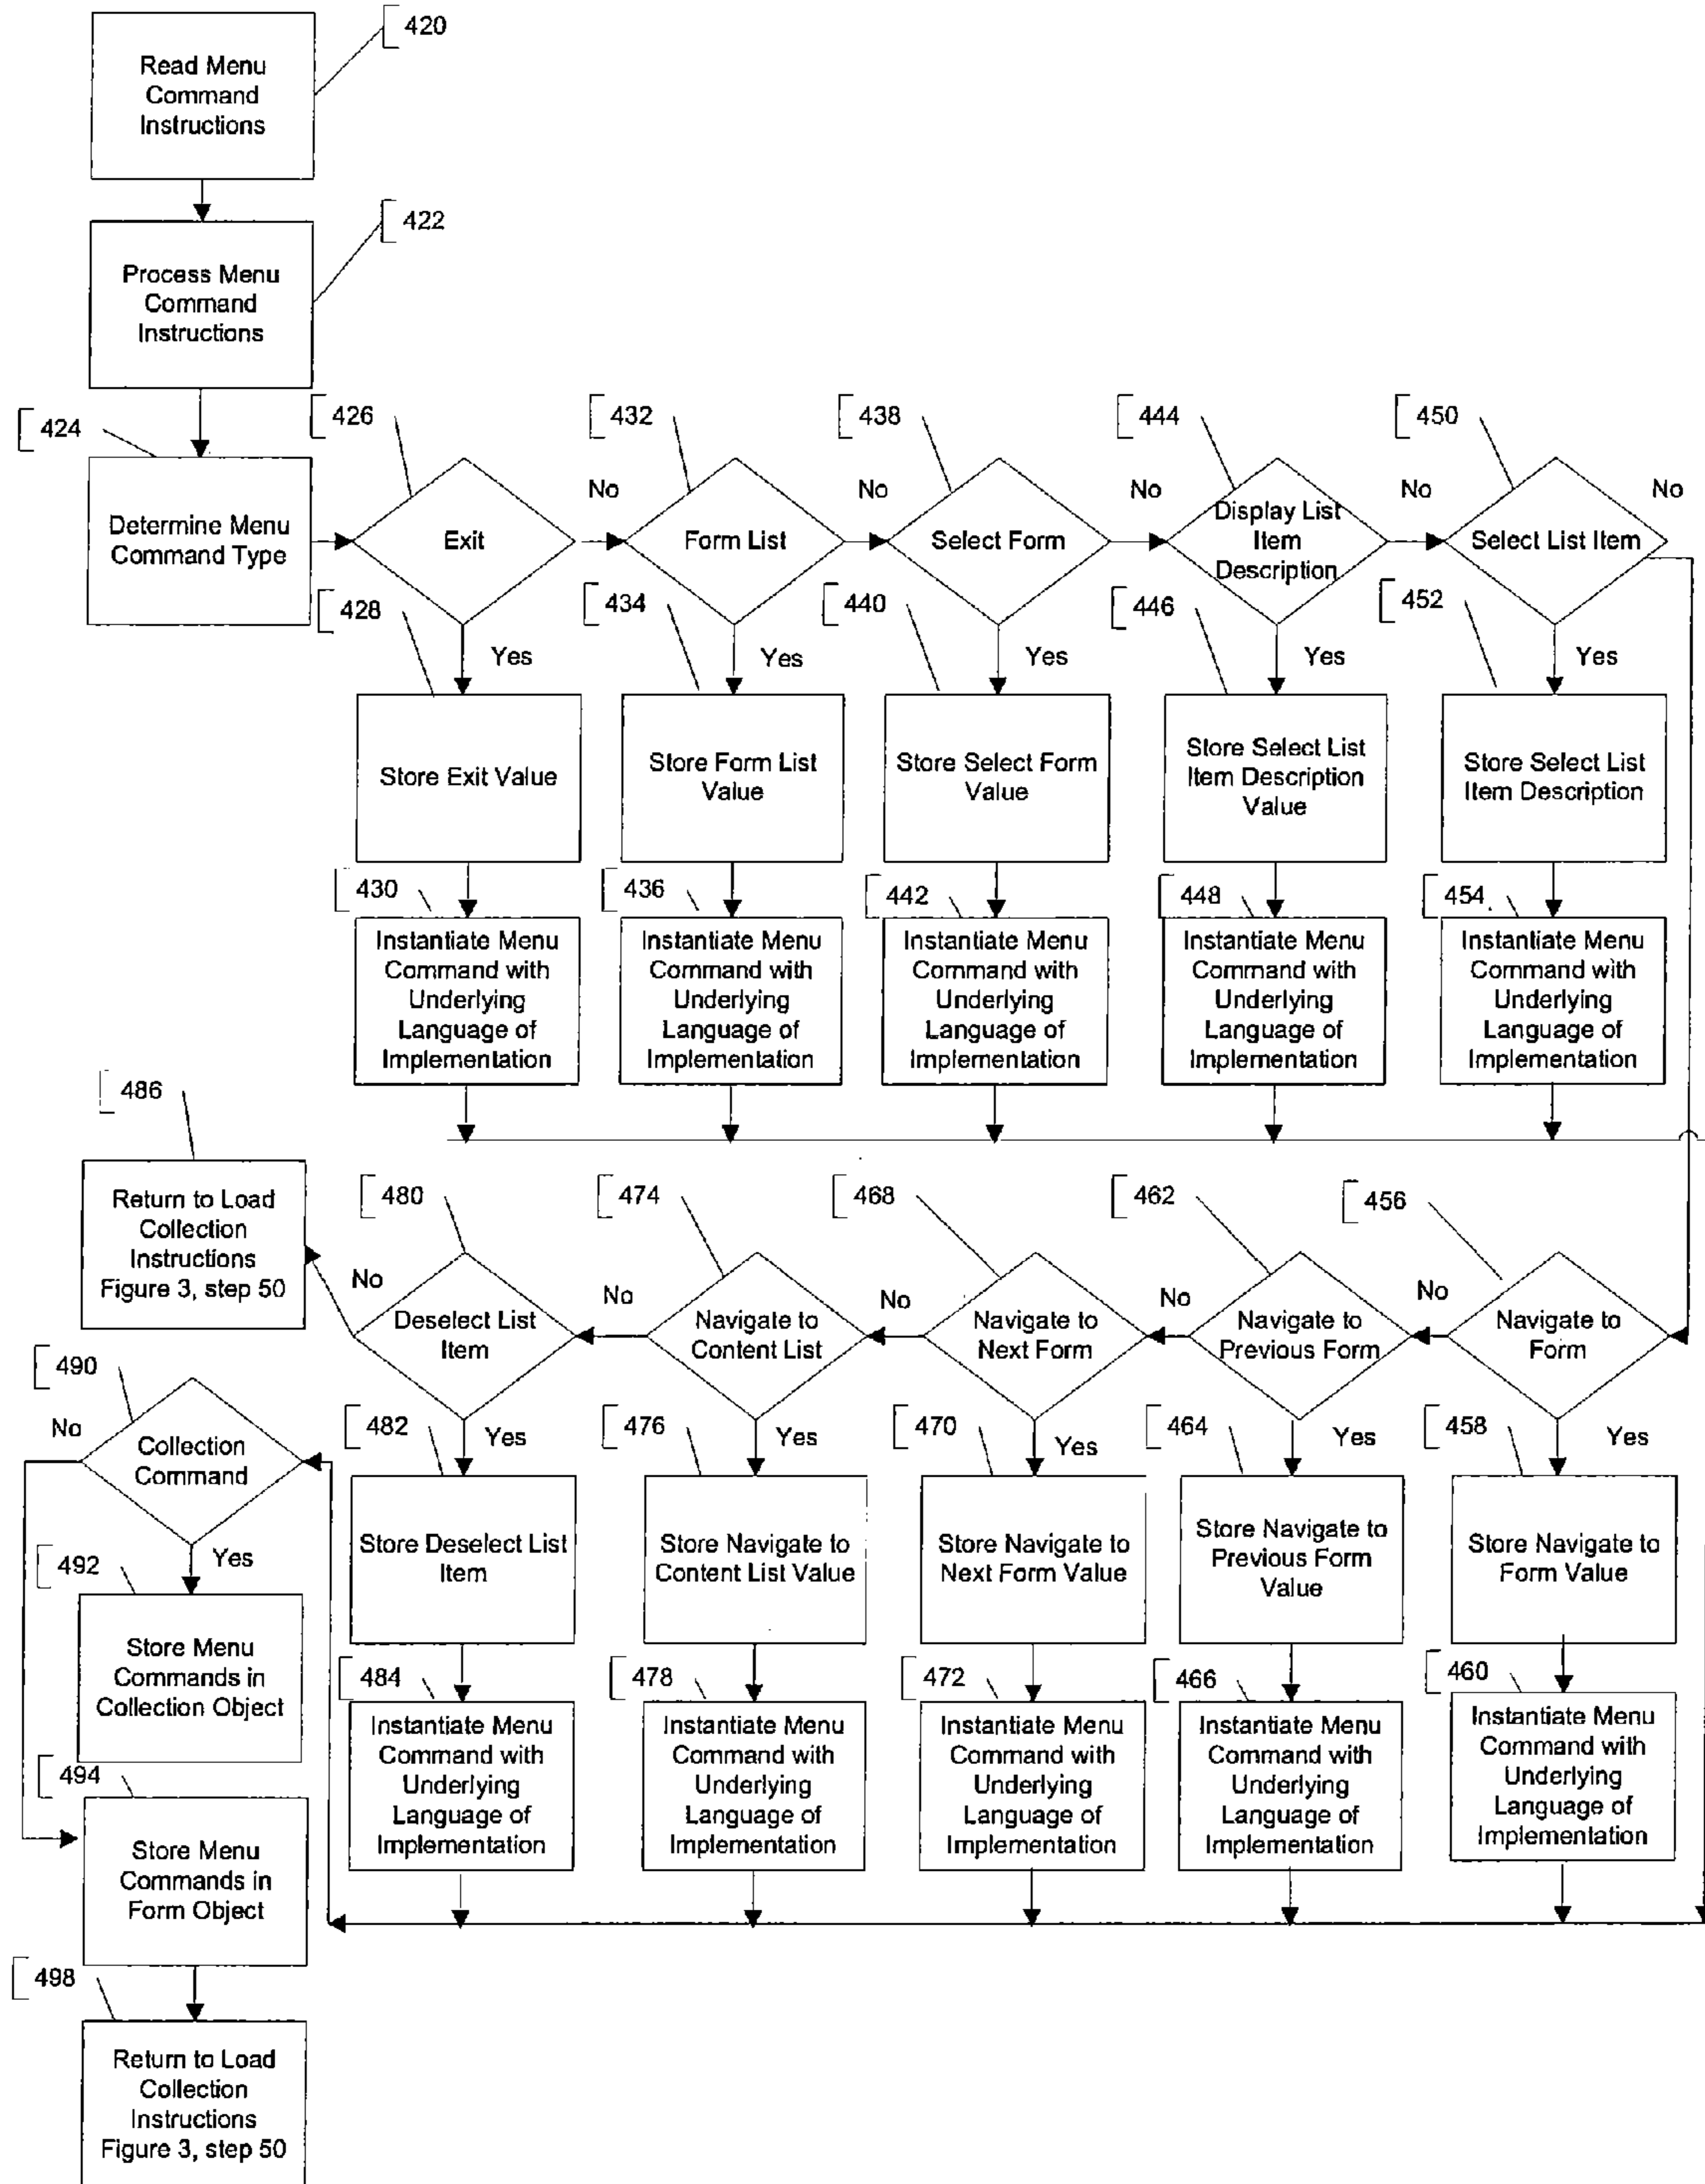 420
Read Menu
Command
Instructions
422
Process Menu
Command
Instructions
424
426
432
438
444
450
Determine Menu
Command Type
Exit
No
Form List
No
Select Form
No
Display List
Item
Description
No
Select List Item
No
428
434
440
446
452
Yes
Yes
Yes
Yes
Yes
Store Exit Value
Store Form List
Value
Store Select Form
Value
Store Select List
Item Description
Value
Store Select List
Item Description
430
436
442
448
454
Instantiate Menu
Command with
Underlying
Language of
Implementation
Instantiate Menu
Command with
Underlying
Language of
Implementation
Instantiate Menu
Command with
Underlying
Language of
Implementation
Instantiate Menu
Command with
Underlying
Language of
Implementation
Instantiate Menu
Command with
Underlying
Language of
Implementation
486
480
474
468
462
456
Return to Load
Collection
Instructions
Figure 3, step 50
No
Deselect List
Item
No
Navigate to
Content List
No
Navigate to
Next Form
No
Navigate to
Previous Form
No
Navigate to
Form
490
No
Collection
Command
482
Yes
476
Yes
470
Yes
464
Yes
458
Yes
Store Deselect List
Item
Store Navigate to
Content List Value
Store Navigate to
Next Form Value
Store Navigate to
Previous Form
Value
Store Navigate to
Form Value
492
Yes
Store Menu
Commands in
Collection Object
484
478
472
466
460
Instantiate Menu
Command with
Underlying
Language of
Implementation
Instantiate Menu
Command with
Underlying
Language of
Implementation
Instantiate Menu
Command with
Underlying
Language of
Implementation
Instantiate Menu
Command with
Underlying
Language of
Implementation
Instantiate Menu
Command with
Underlying
Language of
Implementation
494
Store Menu
Commands in
Form Object
498
Return to Load
Collection
Instructions
Figure 3, step 50